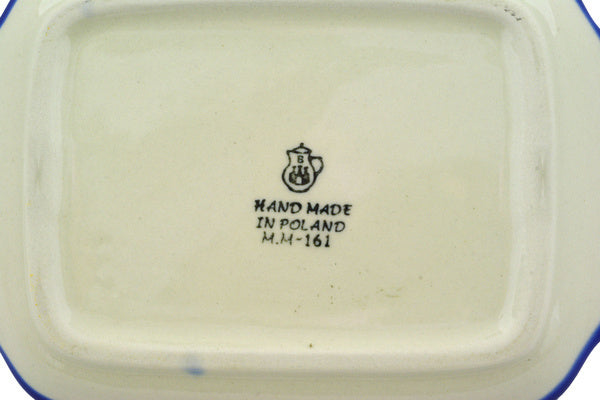 B
HAND MADE
IN POLAND
M.M-161